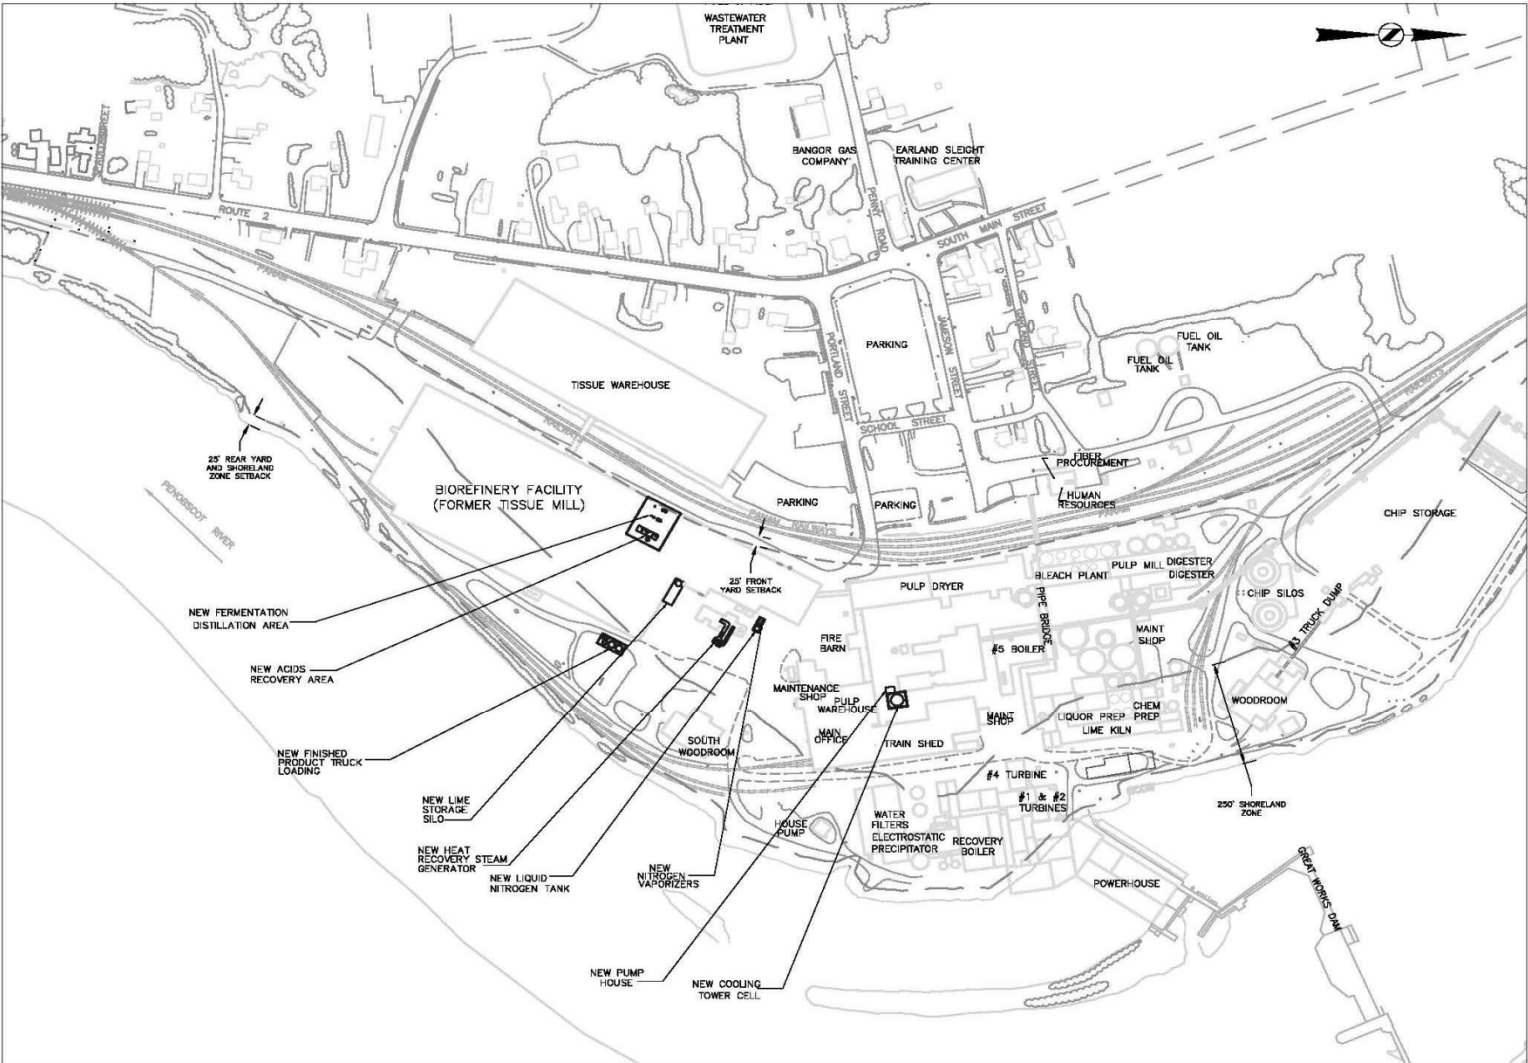 WASTEWATER
TREATMENT
PLANT
BANGOR GAS
COMPANY
EARLAND SLEIGHT
TRAINING CENTER
ROUTE 2
PENNY ROAD
SOUTH MAIN STREET
PANAM
RAILWAYS
PORTLAND STREET
PARKING
JAMESON STREET
FUEL OIL
TANK
FUEL OIL
TANK
TISSUE WAREHOUSE
SCHOOL STREET
RAILWAYS
25' REAR YARD
AND SHORELAND
ZONE SETBACK
PENOBSCOT RIVER
BIOREFINERY FACILITY
(FORMER TISSUE MILL)
PARKING
PARKING
PANAM RAILWAYS
FIBER
PROCUREMENT
HUMAN
RESOURCES
PANAM
CHIP STORAGE
25' FRONT
YARD SETBACK
PULP DRYER
BLEACH PLANT
PULP MILL
DIGESTER
DIGESTER
PIPE BRIDGE
CHIP SILOS
#3 TRUCK DUMP
NEW FERMENTATION
DISTILLATION AREA
NEW ACIDS
RECOVERY AREA
FIRE
BARN
#5 BOILER
MAINT
SHOP
MAINTENANCE
SHOP
PULP
WAREHOUSE
MAIN
OFFICE
TRAIN SHED
MAINT
SHOP
LIQUOR PREP
CHEM
PREP
LIME KILN
WOODROOM
SOUTH
WOODROOM
NEW FINISHED
PRODUCT TRUCK
LOADING
#4 TURBINE
#1 & #2
TURBINES
250' SHORELAND
ZONE
NEW LIME
STORAGE
SILO
HOUSE
PUMP
WATER
FILTERS
ELECTROSTATIC
PRECIPITATOR
RECOVERY
BOILER
NEW HEAT
RECOVERY STEAM
GENERATOR
NEW LIQUID
NITROGEN TANK
NEW
NITROGEN
VAPORIZERS
POWERHOUSE
GREAT WORKS DAM
NEW PUMP
HOUSE
NEW COOLING
TOWER CELL